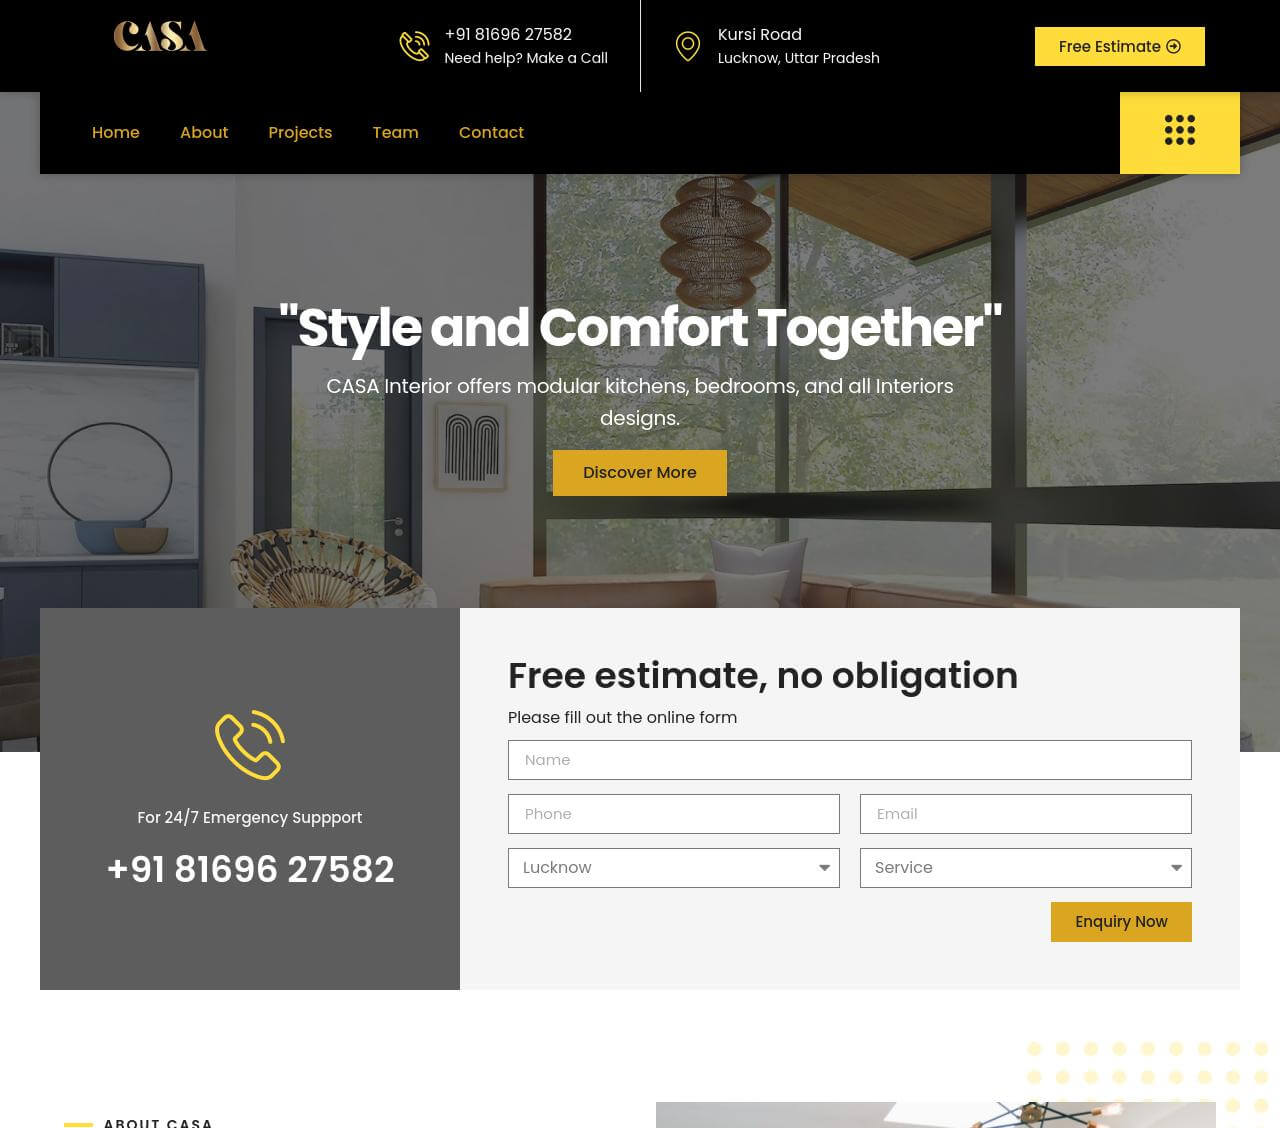 CASA
+91 81696 27582
Need help? Make a Call
Kursi Road
Lucknow, Uttar Pradesh
Free Estimate
Home
About
Projects
Team
Contact
"Style and Comfort Together"
CASA Interior offers modular kitchens, bedrooms, and all Interiors
designs.
Discover More
For 24/7 Emergency Suppport
+91 81696 27582
Free estimate, no obligation
Please fill out the online form
Name
Phone
Email
Lucknow
Service
Enquiry Now
ABOUT CASA